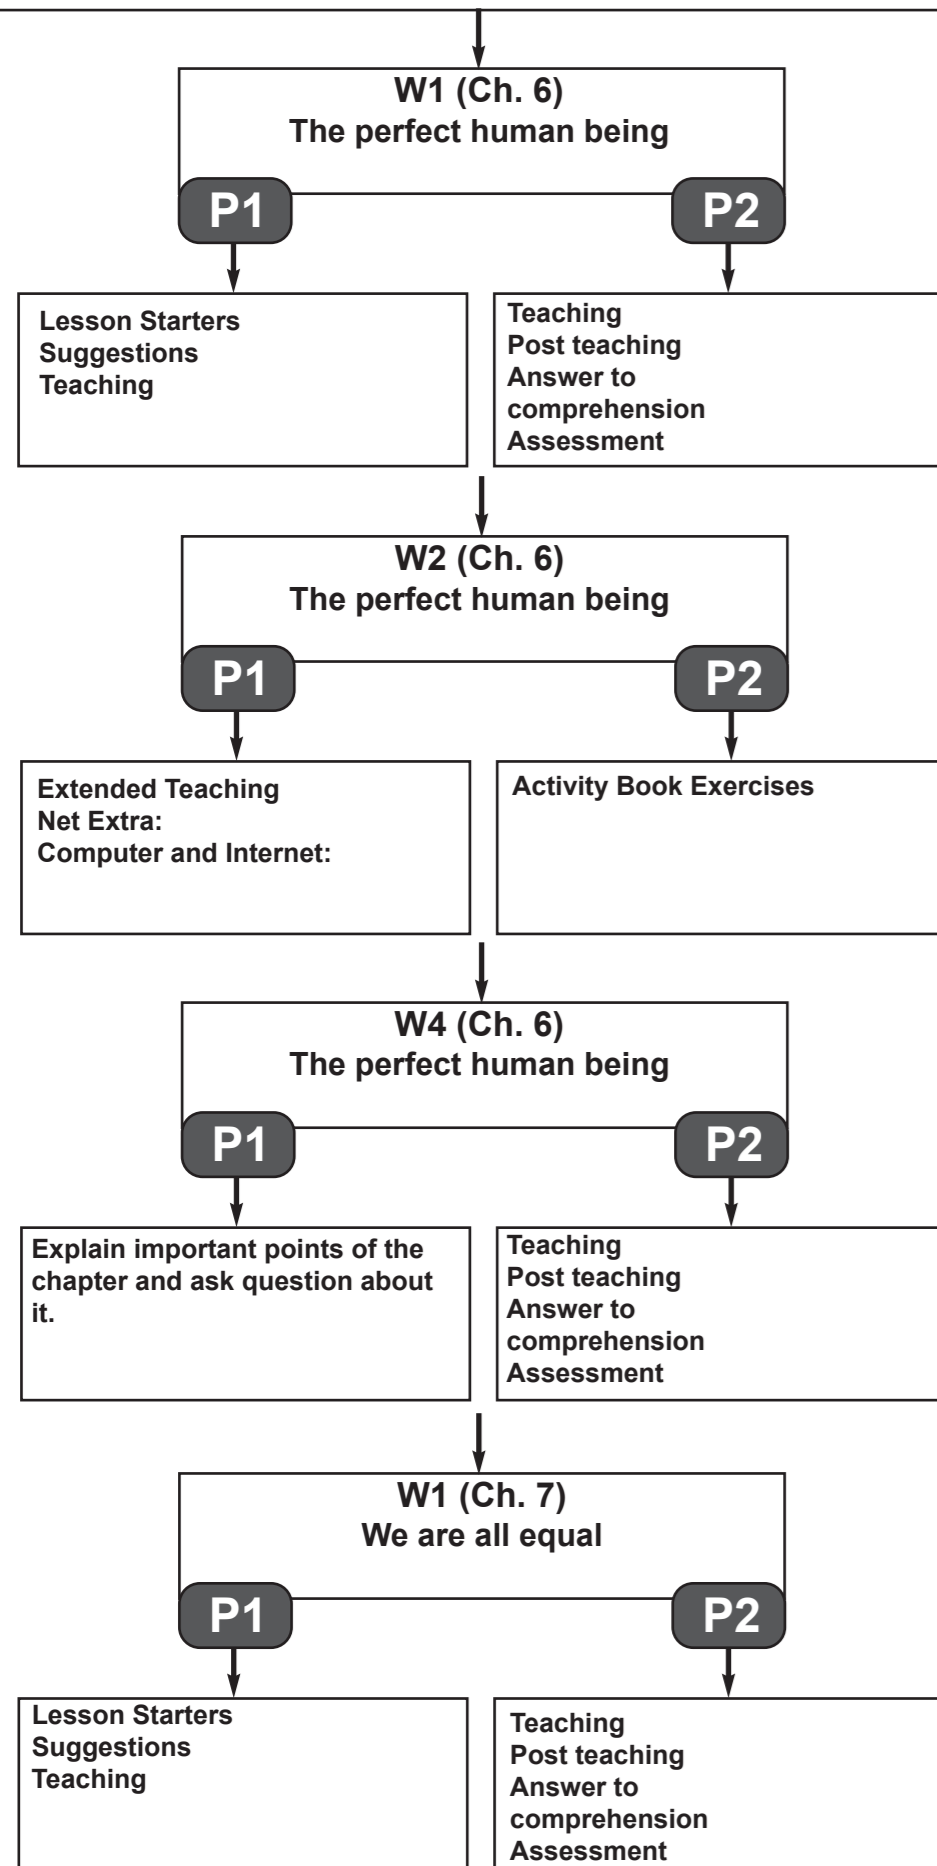 W1 (Ch. 6)
The perfect human being
P1
P2
Lesson Starters
Suggestions
Teaching
Teaching
Post teaching
Answer to
comprehension
Assessment
W2 (Ch. 6)
The perfect human being
P1
P2
Extended Teaching
Net Extra:
Computer and Internet:
Activity Book Exercises
W4 (Ch. 6)
The perfect human being
P1
P2
Explain important points of the
chapter and ask question about
it.
Teaching
Post teaching
Answer to
comprehension
Assessment
W1 (Ch. 7)
We are all equal
P1
P2
Lesson Starters
Suggestions
Teaching
Teaching
Post teaching
Answer to
comprehension
Assessment